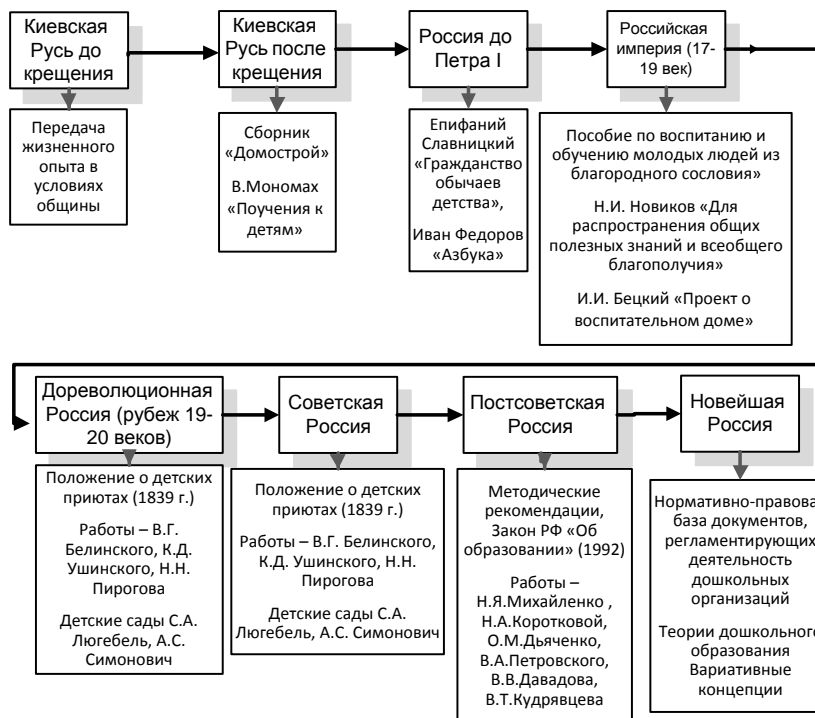 Киевская
Русь до
крещения
Киевская
Русь после
крещения
Россия до
Петра I
Российская
империя (17-
19 век)
Передача
жизненного
опыта в
условиях
общины
Сборник
«Домострой»
В.Мономах
«Поучения к
детям»
Епифаний
Славницкий
«Гражданство
обычаев
детства»,
Иван Федоров
«Азбука»
Пособие по воспитанию и
обучению молодых людей из
благородного сословия»
Н.И. Новиков «Для
распространения общих
полезных знаний и всеобщего
благополучия»
И.И. Бецкий «Проект о
воспитательном доме»
Дореволюционная
Россия (рубеж 19-
20 веков)
Советская
Россия
Постсоветская
Россия
Новейшая
Россия
Положение о детских
приютах (1839 г.)
Работы – В.Г.
Белинского, К.Д.
Ушинского, Н.Н.
Пирогова
Детские сады С.А.
Люгебель, А.С.
Симонович
Положение о детских
приютах (1839 г.)
Работы – В.Г. Белинского,
К.Д. Ушинского, Н.Н.
Пирогова
Детские сады С.А.
Люгебель, А.С. Симонович
Методические
рекомендации,
Закон РФ «Об
образовании» (1992)
Работы –
Н.Я.Михайленко ,
Н.А.Коротковой,
О.М.Дьяченко,
В.А.Петровского,
В.В.Давадова,
В.Т.Кудрявцева
Нормативно-правова
база документов,
регламентирующих
деятельность
дошкольных
организаций
Теории дошкольного
образования
Вариативные
концепции